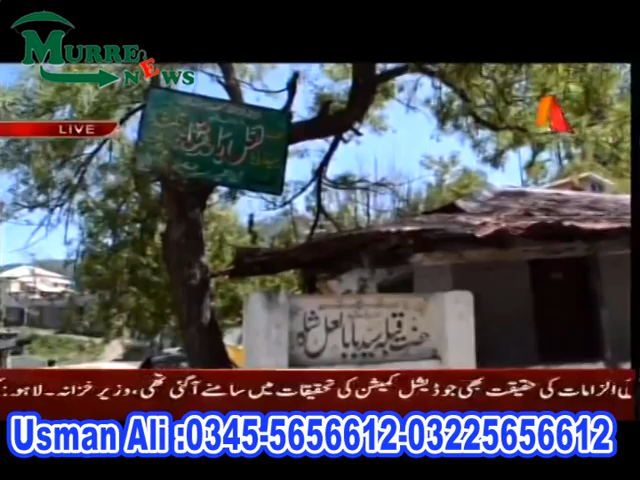 MURREE NEWS
LIVE
حضرت قبلہ سید بابا لعل شاہ
الزامات کی حقیقت بھی جوڈیشل کمیشن کی تحقیقات میں سامنے آگئی تھی، وزیر خزانہ۔ لاہور:
Usman Ali :0345-5656612-03225656612